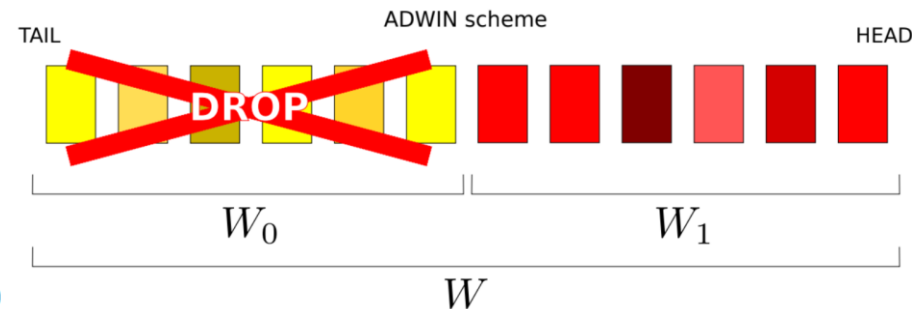 ADWIN scheme
TAIL
HEAD
DROP
W₀
W₁
W